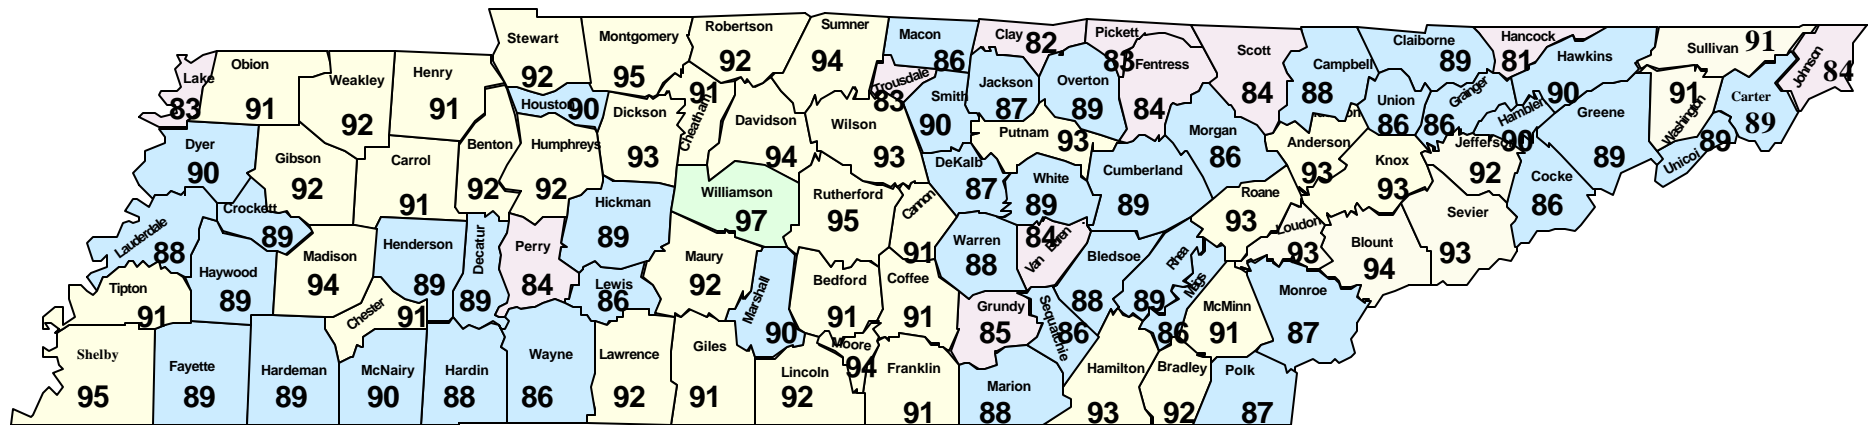 Lake
83
Obion
91
Weakley
92
Henry
91
Stewart
92
Montgomery
95
Robertson
92
Sumner
94
Macon
86
Clay
82
Pickett
83
Fentress
84
Scott
84
Campbell
88
Claiborne
89
Hancock
81
Hawkins
90
Sullivan 91
Johnson
84
Trousdale
83
Smith
90
Jackson
87
Overton
89
Union
86
Grainger
86
Hamblen
90
Greene
89
Washington
91
Carter
89
Unicoi
89
Houston
90
Dickson
93
Cheatham
91
Davidson
94
Wilson
93
Putnam
93
Morgan
86
Anderson
93
Knox
93
Jefferson
92
Cocke
86
Dyer
90
Gibson
92
Carrol
91
Benton
92
Humphreys
92
Williamson
97
Rutherford
95
Cannon
91
DeKalb
87
White
89
Cumberland
89
Roane
93
Loudon
93
Blount
94
Sevier
93
Lauderdale
88
Crockett
89
Haywood
89
Madison
94
Henderson
89
Decatur
89
Perry
84
Hickman
89
Lewis
86
Maury
92
Marshall
90
Bedford
91
Coffee
91
Warren
88
Van Buren
84
Bledsoe
88
Rhea
89
Migs
86
McMinn
91
Monroe
87
Tipton
91
Chester
91
Grundy
85
Sequatchie
86
Shelby
95
Fayette
89
Hardeman
89
McNairy
90
Hardin
88
Wayne
86
Lawrence
92
Giles
91
Lincoln
92
Moore
94
Franklin
91
Marion
88
Hamilton
93
Bradley
92
Polk
87